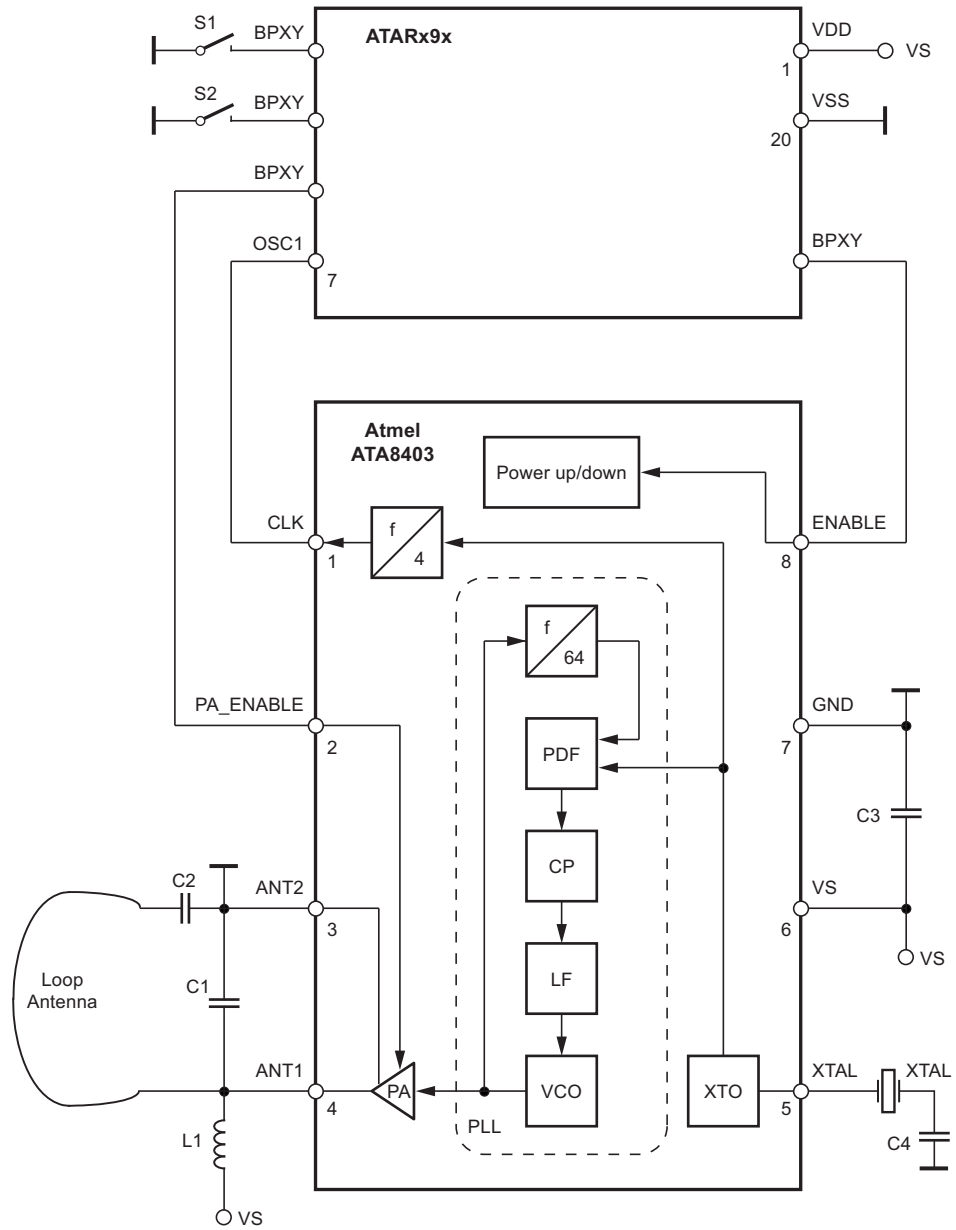 S1
BPXY
ATARx9x
VDD
VS
1
S2
BPXY
VSS
20
BPXY
OSC1
7
BPXY
Atmel
ATA8403
Power up/down
CLK
1
f
4
ENABLE
8
f
64
PA_ENABLE
2
GND
7
PDF
C3
CP
C2
ANT2
3
VS
6
VS
Loop
Antenna
C1
LF
ANT1
4
PA
VCO
XTO
XTAL
5
XTAL
PLL
L1
C4
VS